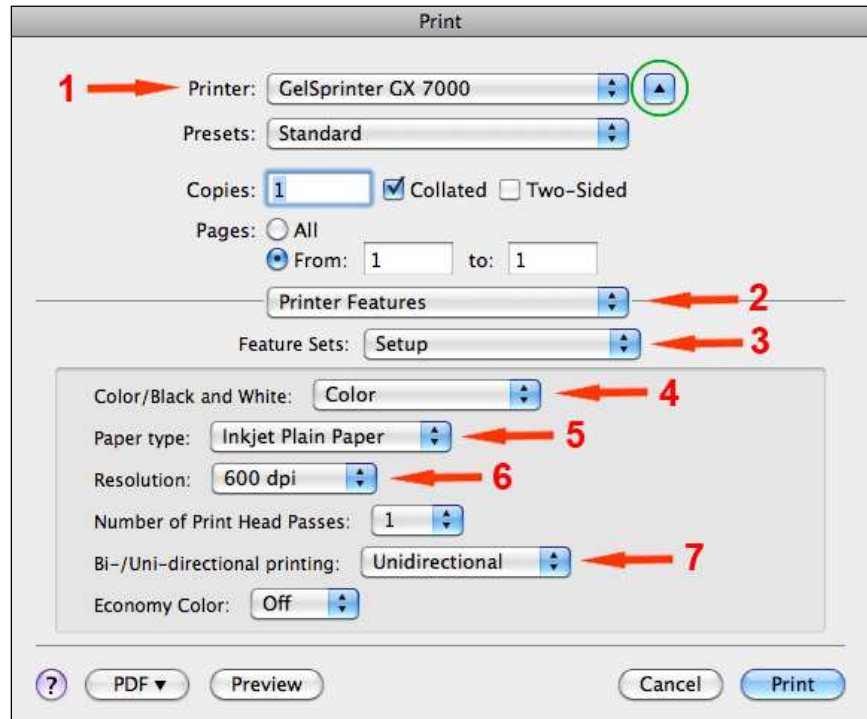 Print
1 Printer: GelSprinter GX 7000
Presets: Standard
Copies: 1 Collated Two-Sided
Pages: All
From: 1 to: 1
Printer Features 2
Feature Sets: Setup 3
Color/Black and White: Color 4
Paper type: Inkjet Plain Paper 5
Resolution: 600 dpi 6
Number of Print Head Passes: 1
Bi-/Uni-directional printing: Unidirectional 7
Economy Color: Off
? PDF▼ Preview Cancel Print